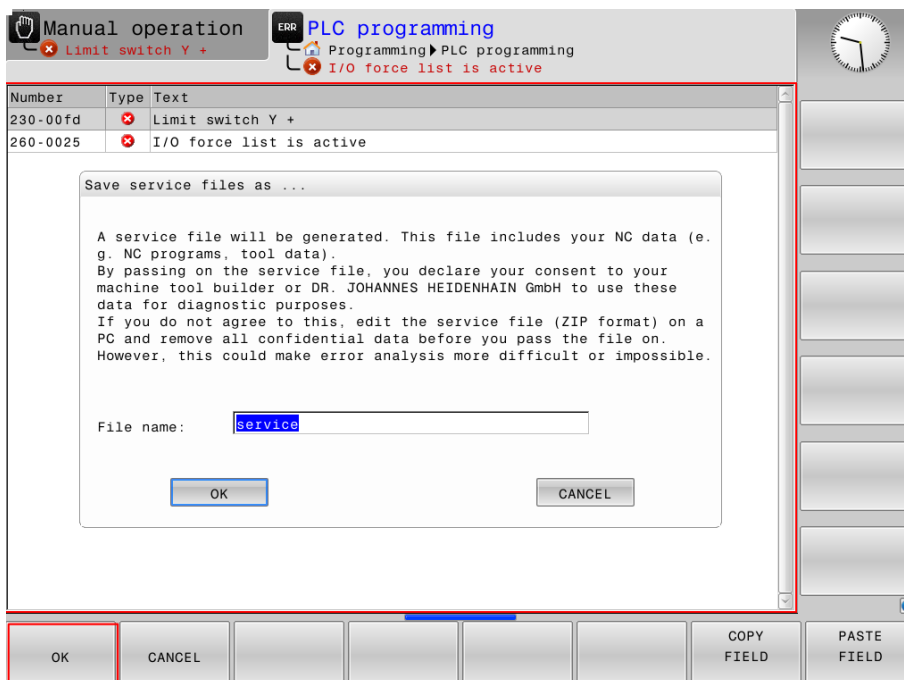 Manual operation
Limit switch Y +
ERR PLC programming
Programming PLC programming
I/O force list is active
Number Type Text
230-00fd Limit switch Y +
260-0025 I/O force list is active
Save service files as ...
A service file will be generated. This file includes your NC data (e.
g. NC programs, tool data).
By passing on the service file, you declare your consent to your
machine tool builder or DR. JOHANNES HEIDENHAIN GmbH to use these
data for diagnostic purposes.
If you do not agree to this, edit the service file (ZIP format) on a
PC and remove all confidential data before you pass the file on.
However, this could make error analysis more difficult or impossible.
File name: service
OK CANCEL
OK CANCEL COPY FIELD PASTE FIELD